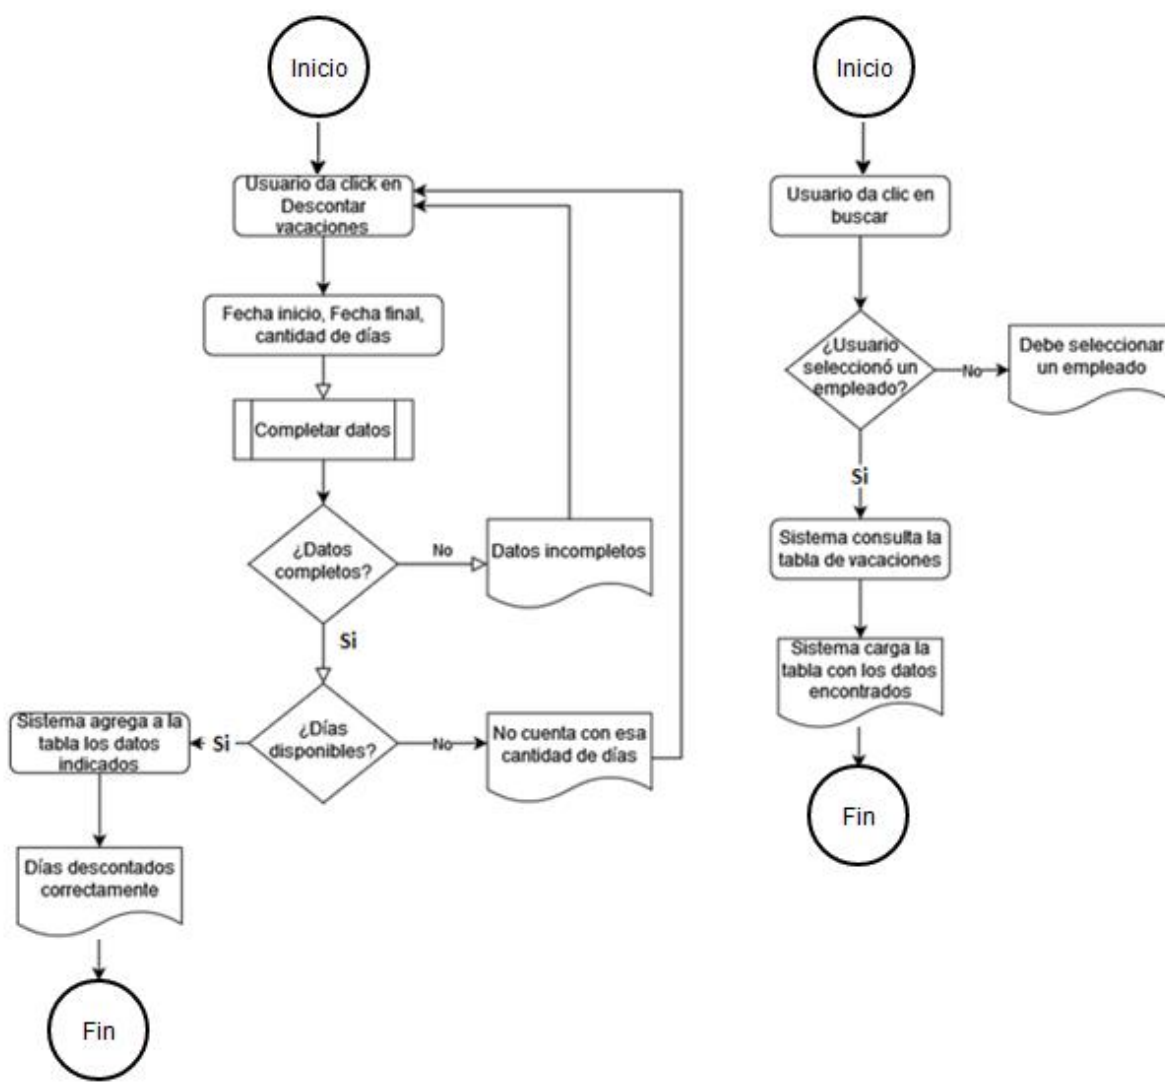 Inicio
Usuario da click en
Descontar
vacaciones
Fecha inicio, Fecha final,
cantidad de días
Completar datos
¿Datos
completos?
No
Datos incompletos
Si
¿Días
disponibles?
No
No cuenta con esa
cantidad de días
Si
Sistema agrega a la
tabla los datos
indicados
Días descontados
correctamente
Fin
Inicio
Usuario da clic en
buscar
¿Usuario
seleccionó un
empleado?
No
Debe seleccionar
un empleado
Si
Sistema consulta la
tabla de vacaciones
Sistema carga la
tabla con los datos
encontrados
Fin